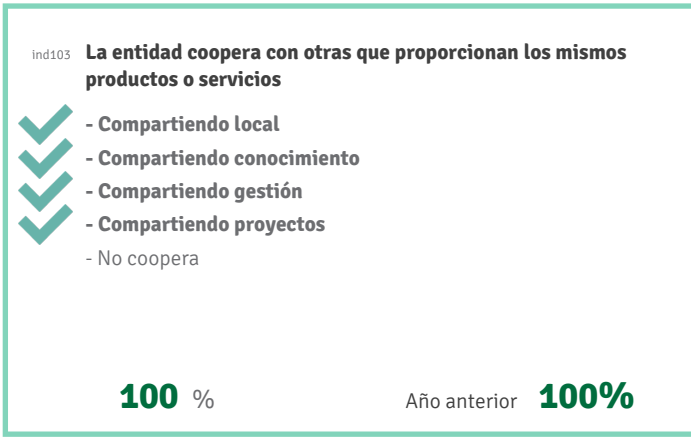 ind103 La entidad coopera con otras que proporcionan los mismos
productos o servicios
- Compartiendo local
- Compartiendo conocimiento
- Compartiendo gestión
- Compartiendo proyectos
- No coopera
100 % Año anterior 100%